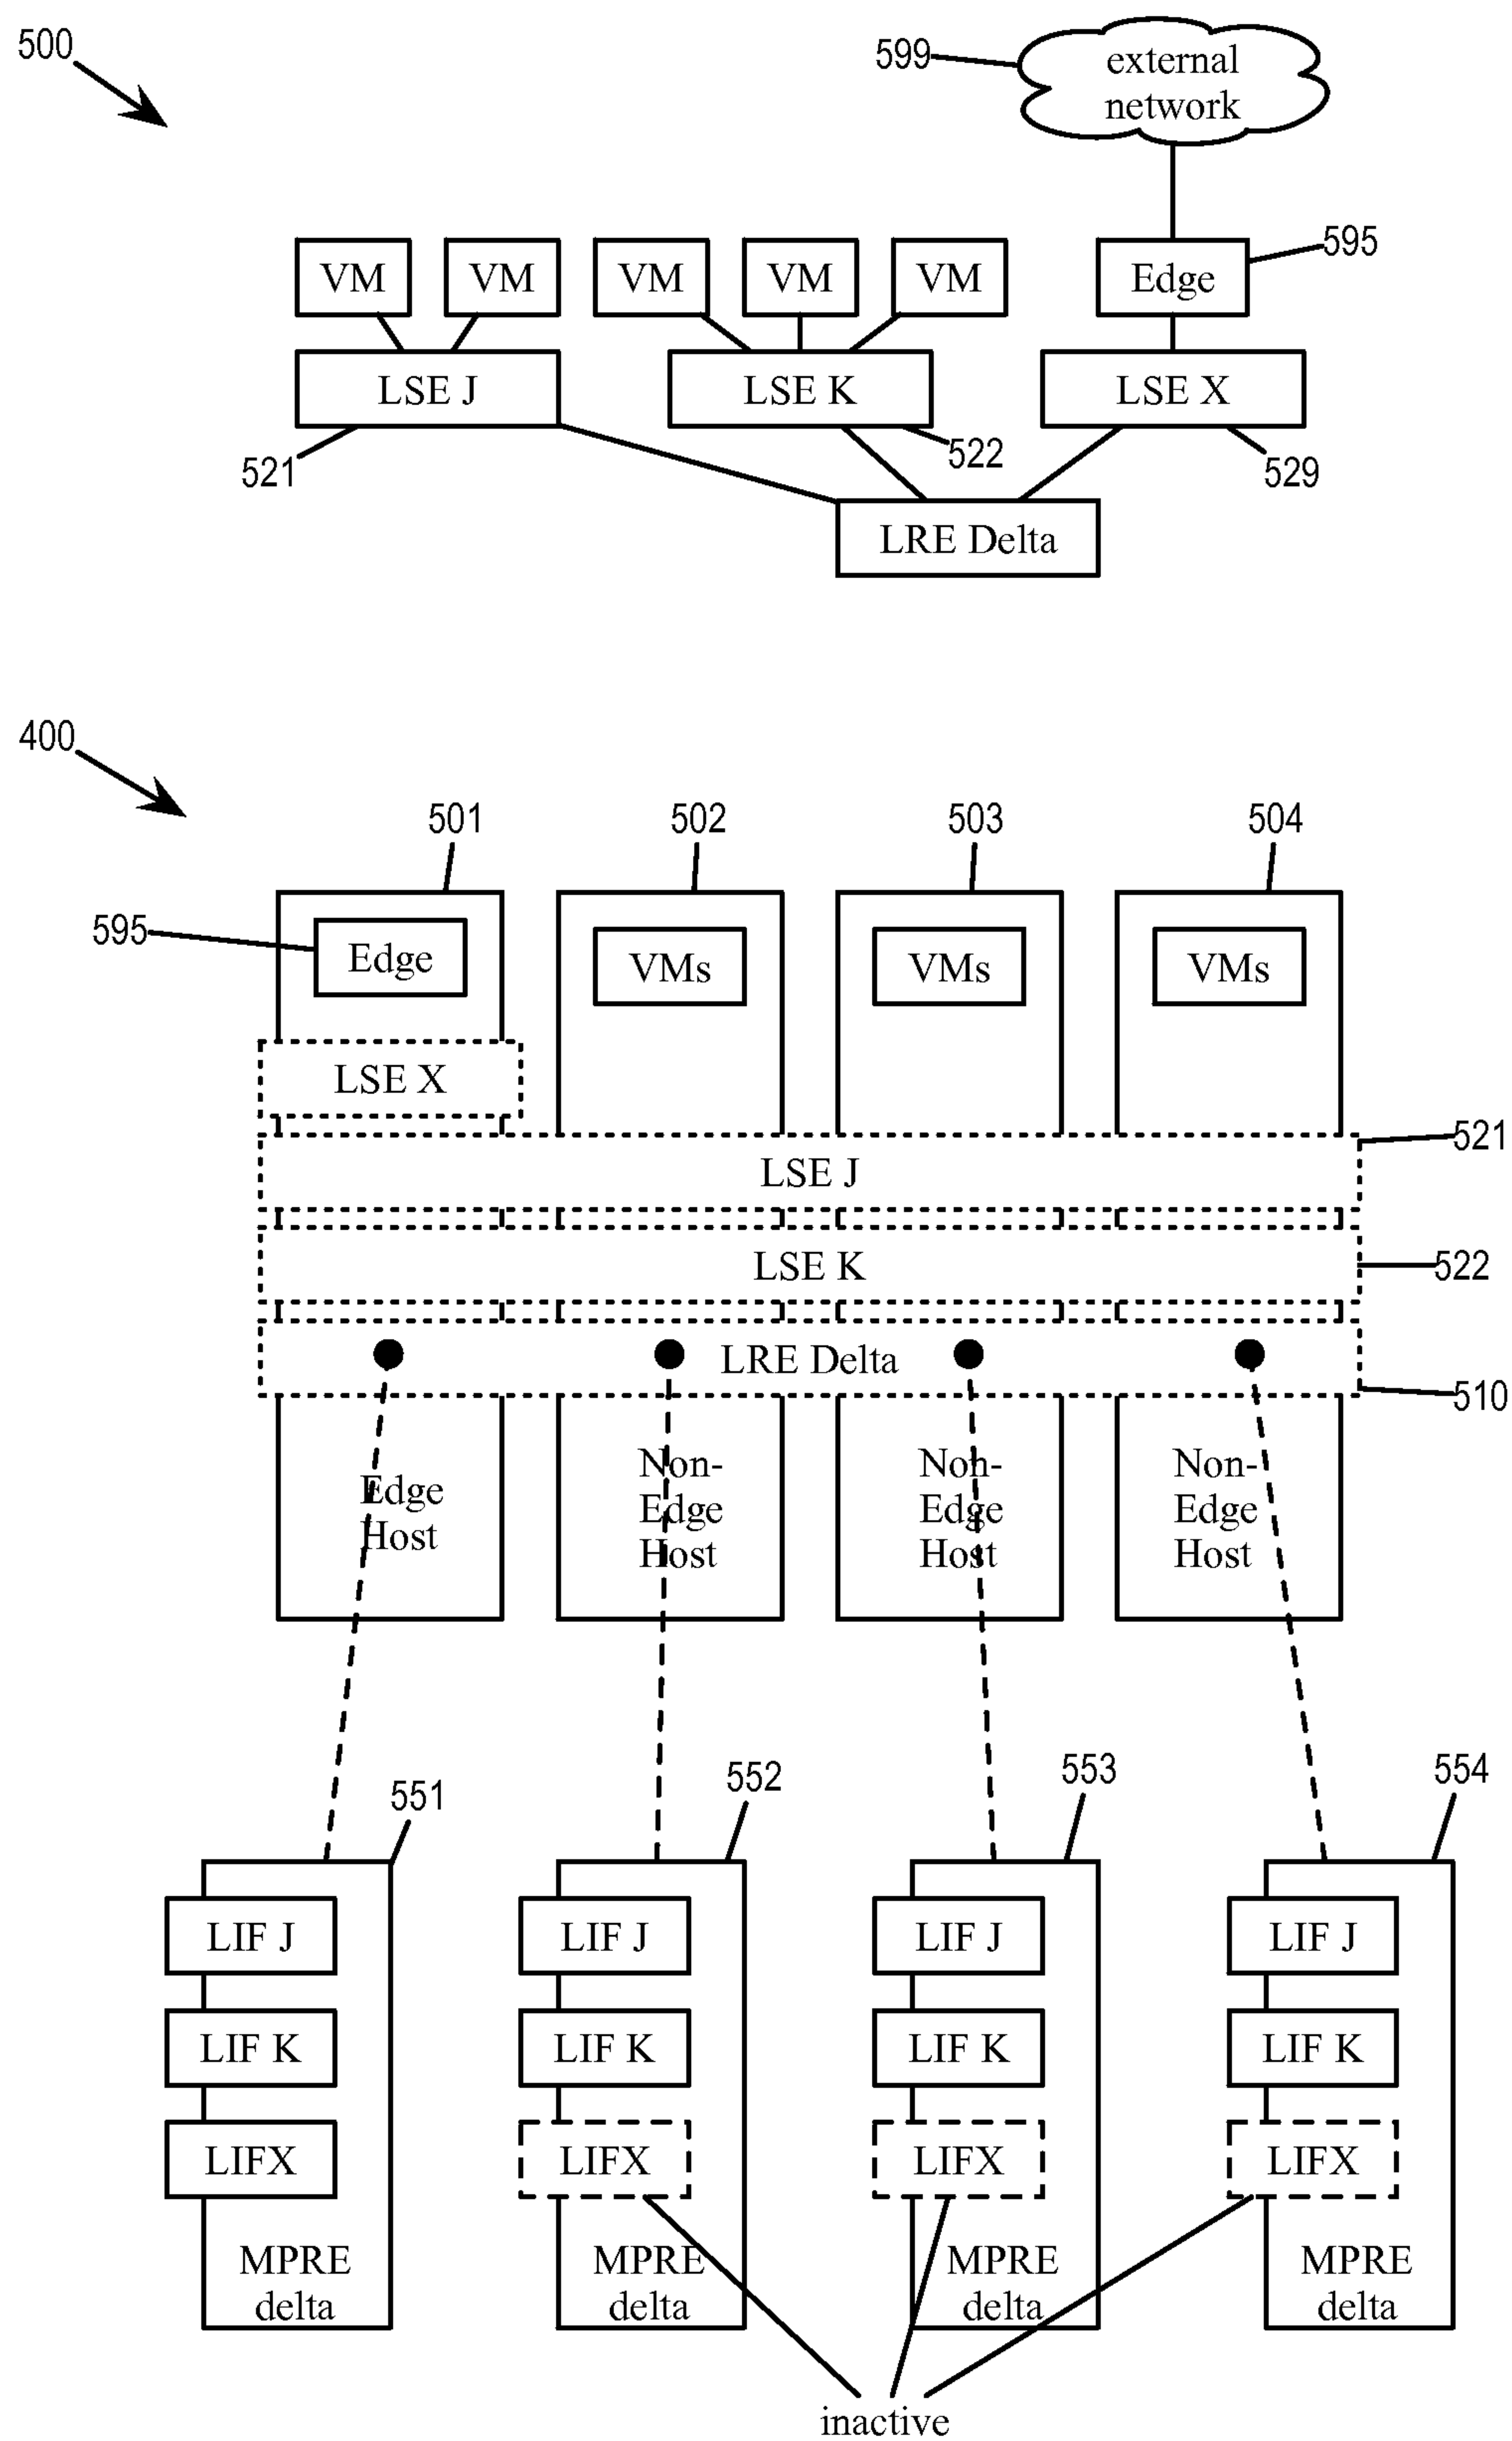 500
599
external
network
595
VM
VM
VM
VM
VM
Edge
LSE J
LSE K
LSE X
521
522
529
LRE Delta
400
501
502
503
504
595
Edge
VMs
VMs
VMs
LSE X
521
LSE J
LSE K
522
LRE Delta
510
Edge
Host
Non-
Edge
Host
Non-
Edge
Host
Non-
Edge
Host
551
552
553
554
LIF J
LIF J
LIF J
LIF J
LIF K
LIF K
LIF K
LIF K
LIFX
LIFX
LIFX
LIFX
MPRE
delta
MPRE
delta
MPRE
delta
MPRE
delta
inactive